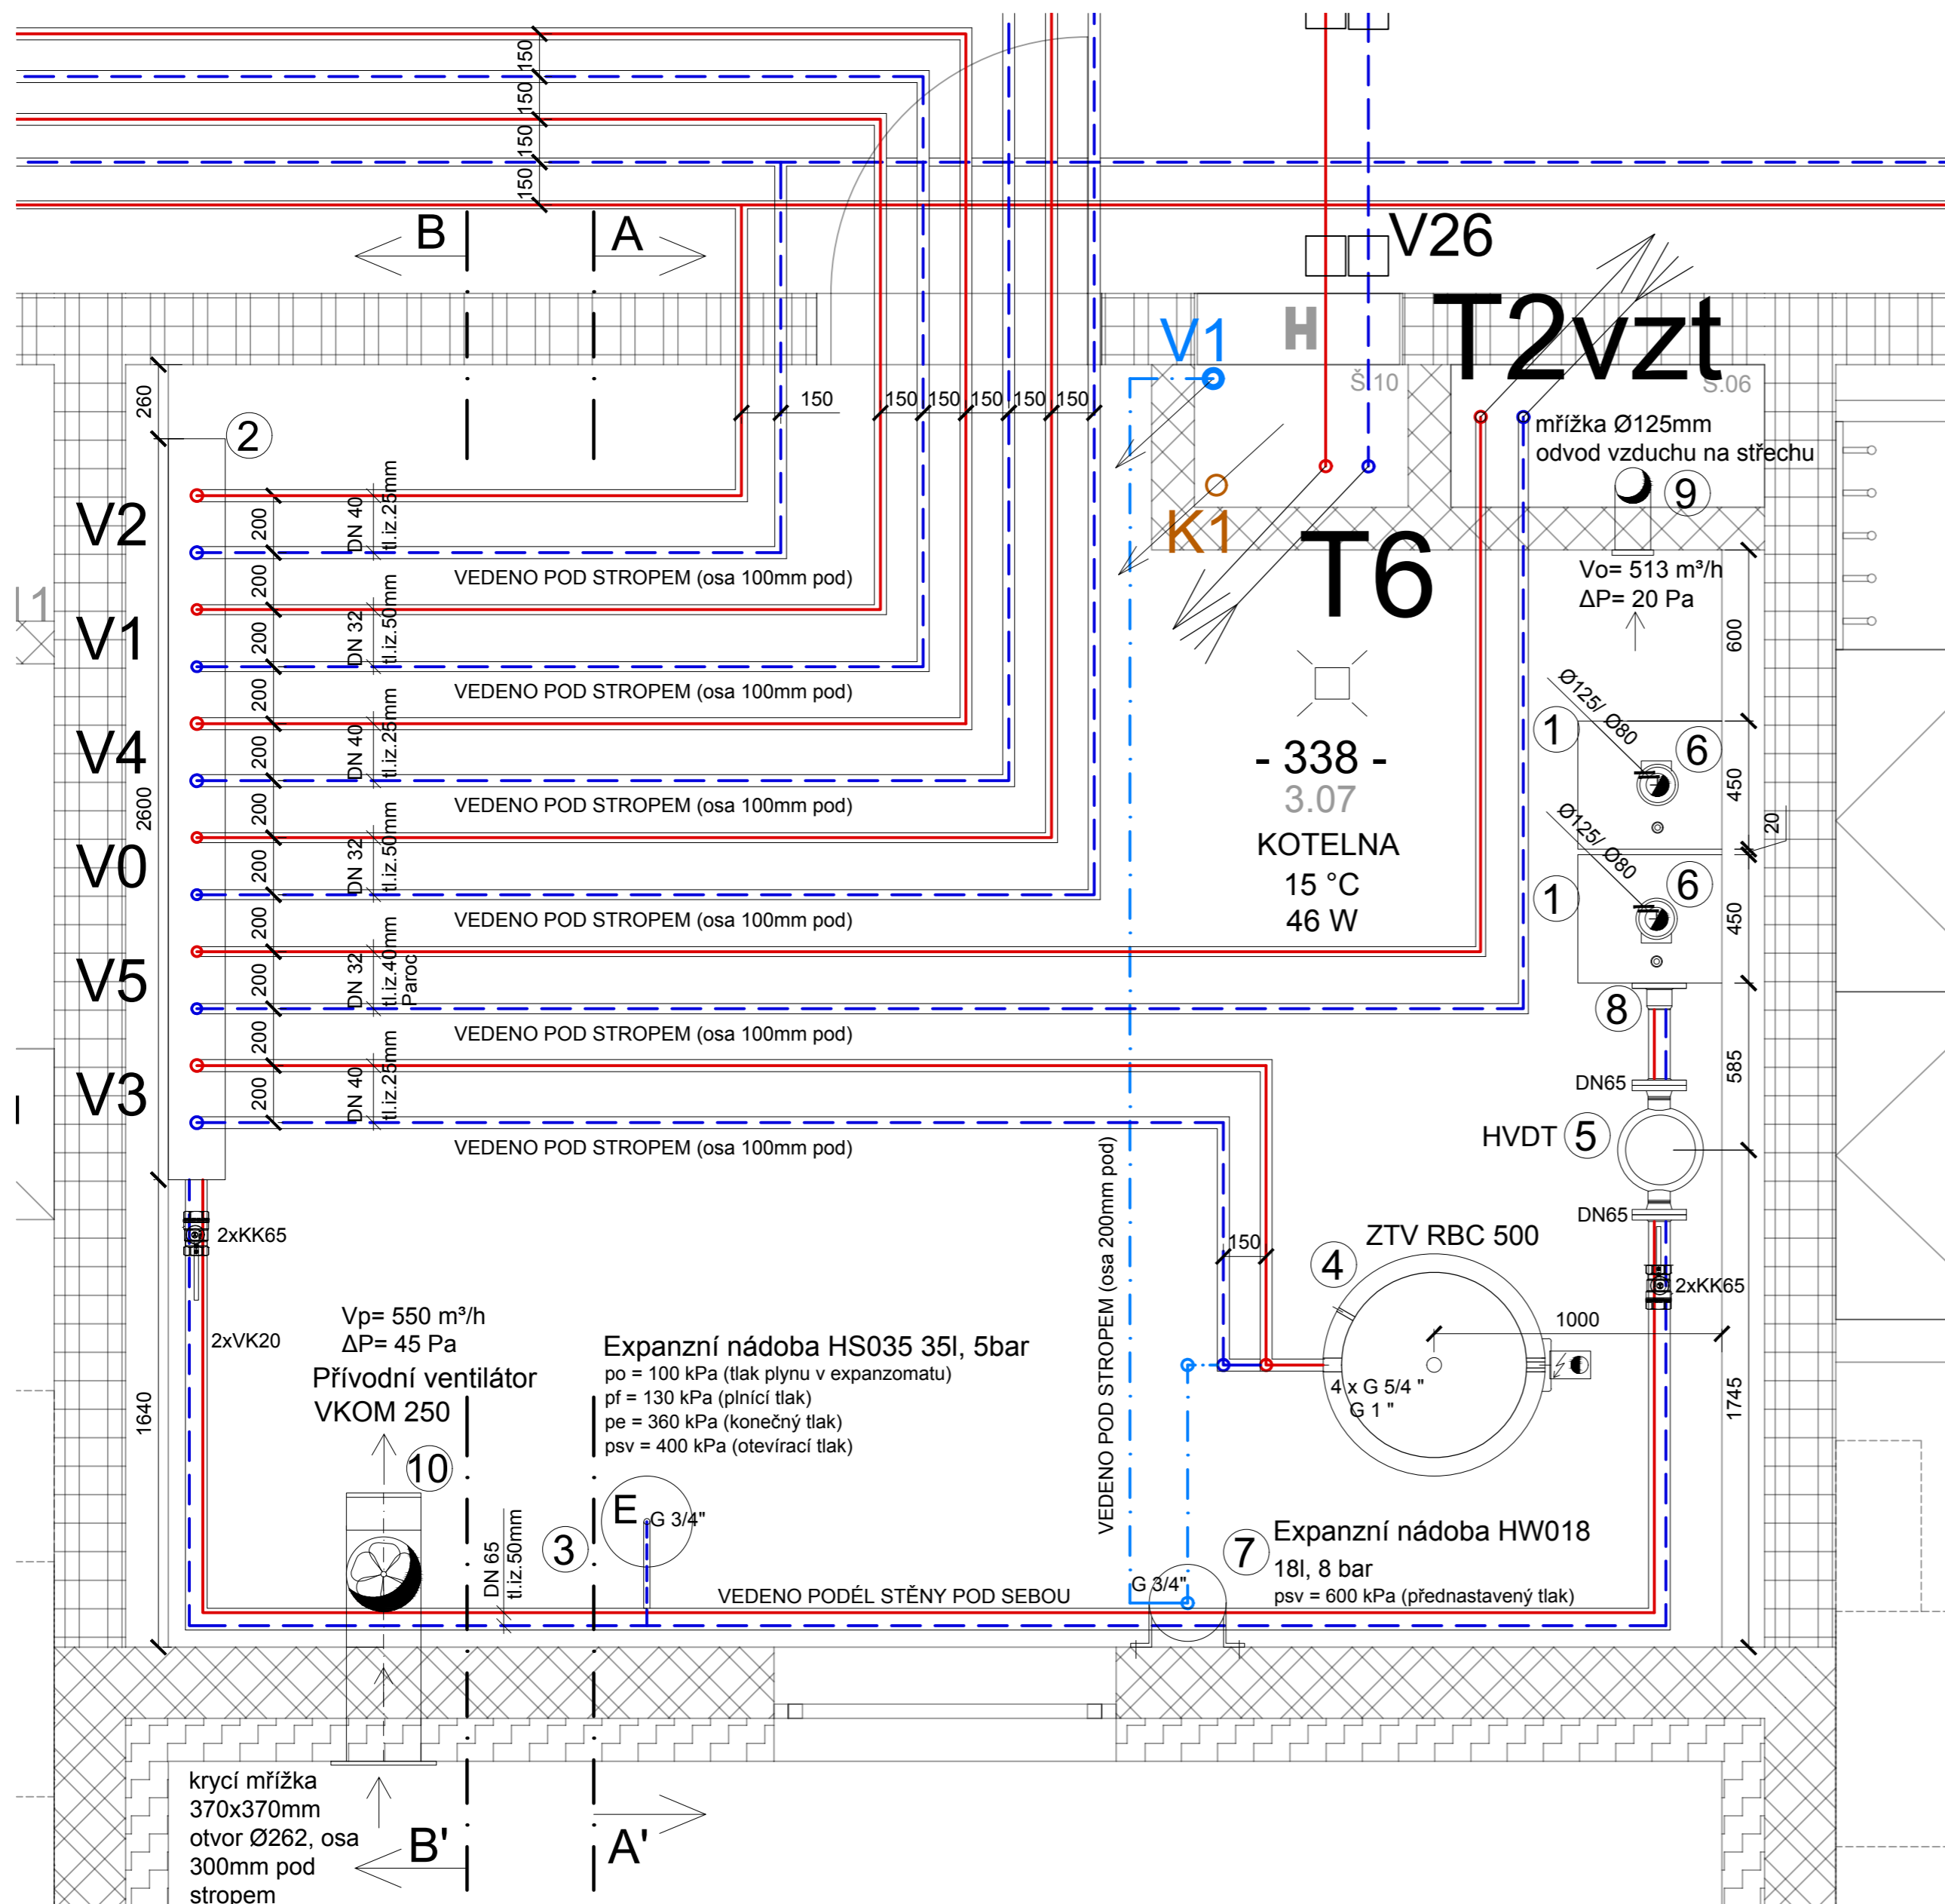 150
150
150
150
B
A
V26
T2vzt
V1
H
Š.10
Š.06
260
2
150
150
150
150
150
150
mřížka Ø125mm
odvod vzduchu na střechu
9
K1
T6
V2
200
DN 40
tl.iz.25mm
VEDENO POD STROPEM (osa 100mm pod)
200
Vo= 513 m³/h
ΔP= 20 Pa
600
V1
200
DN 32
tl.iz.50mm
VEDENO POD STROPEM (osa 100mm pod)
200
V4
200
DN 40
tl.iz.25mm
VEDENO POD STROPEM (osa 100mm pod)
200
2600
- 338 -
3.07
KOTELNA
15 °C
46 W
1
Ø125/ Ø80
6
450
20
1
Ø125/ Ø80
6
450
V0
200
DN 32
tl.iz.50mm
VEDENO POD STROPEM (osa 100mm pod)
200
V5
200
DN 32
tl.iz.40mm
Paroc
VEDENO POD STROPEM (osa 100mm pod)
200
8
585
V3
200
DN 40
tl.iz.25mm
VEDENO POD STROPEM (osa 100mm pod)
DN65
HVDT
5
DN65
2xKK65
2xKK65
VEDENO POD STROPEM (osa 200mm pod)
150
4
ZTV RBC 500
1000
4 x G 5/4 "
G 1 "
1745
2xVK20
1640
Vp= 550 m³/h
ΔP= 45 Pa
Přívodní ventilátor
VKOM 250
10
Expanzní nádoba HS035 35l, 5bar
po = 100 kPa (tlak plynu v expanzomatu)
pf = 130 kPa (plnící tlak)
pe = 360 kPa (konečný tlak)
psv = 400 kPa (otevírací tlak)
E
G 3/4"
3
DN 65
tl.iz.50mm
VEDENO PODÉL STĚNY POD SEBOU
G 3/4"
7
Expanzní nádoba HW018
18l, 8 bar
psv = 600 kPa (přednastavený tlak)
krycí mřížka
370x370mm
otvor Ø262, osa
300mm pod
stropem
B'
A'